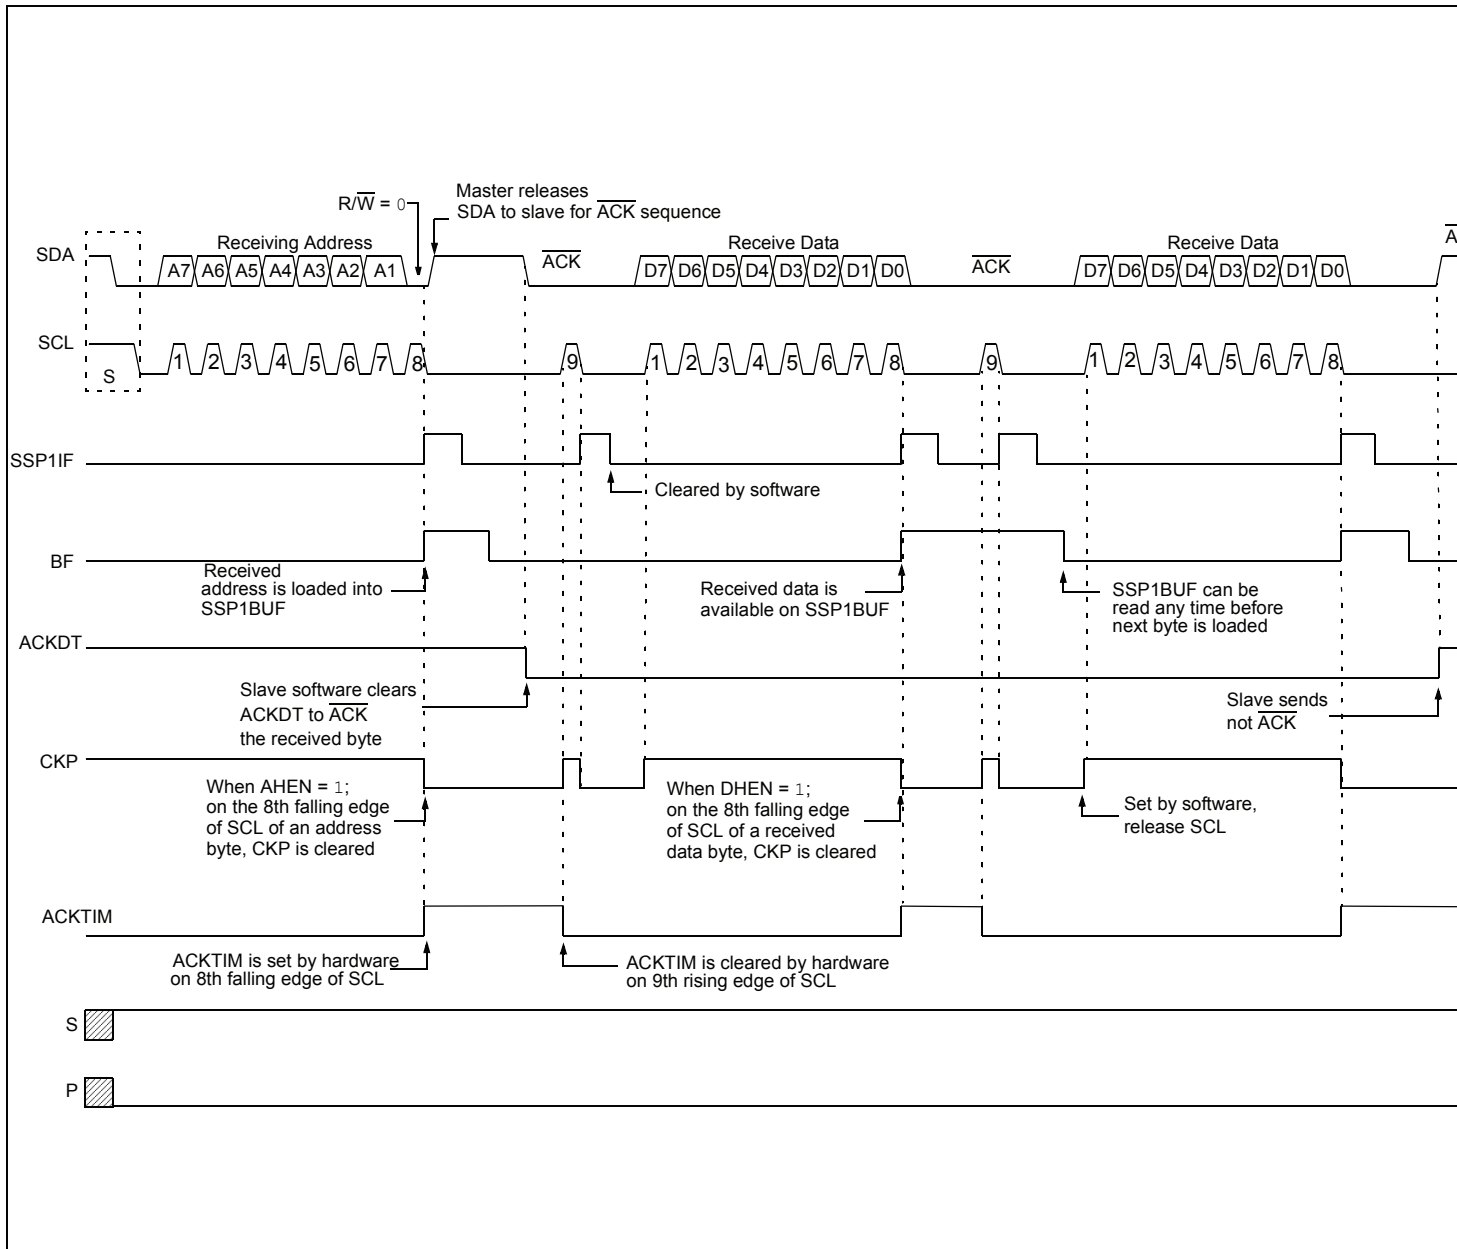 R/W̅ = 0
Master releases
SDA to slave for A̅C̅K̅ sequence
SDA
Receiving Address
A7 A6 A5 A4 A3 A2 A1
A̅C̅K̅
Receive Data
D7 D6 D5 D4 D3 D2 D1 D0
A̅C̅K̅
Receive Data
D7 D6 D5 D4 D3 D2 D1 D0
A̅
SCL
S
1 2 3 4 5 6 7 8 9
1 2 3 4 5 6 7 8 9
1 2 3 4 5 6 7 8
SSP1IF
Cleared by software
BF
Received
address is loaded into
SSP1BUF
Received data is
available on SSP1BUF
SSP1BUF can be
read any time before
next byte is loaded
ACKDT
Slave software clears
ACKDT to A̅C̅K̅
the received byte
Slave sends
not A̅C̅K̅
CKP
When AHEN = 1;
on the 8th falling edge
of SCL of an address
byte, CKP is cleared
When DHEN = 1;
on the 8th falling edge
of SCL of a received
data byte, CKP is cleared
Set by software,
release SCL
ACKTIM
ACKTIM is set by hardware
on 8th falling edge of SCL
ACKTIM is cleared by hardware
on 9th rising edge of SCL
S
P